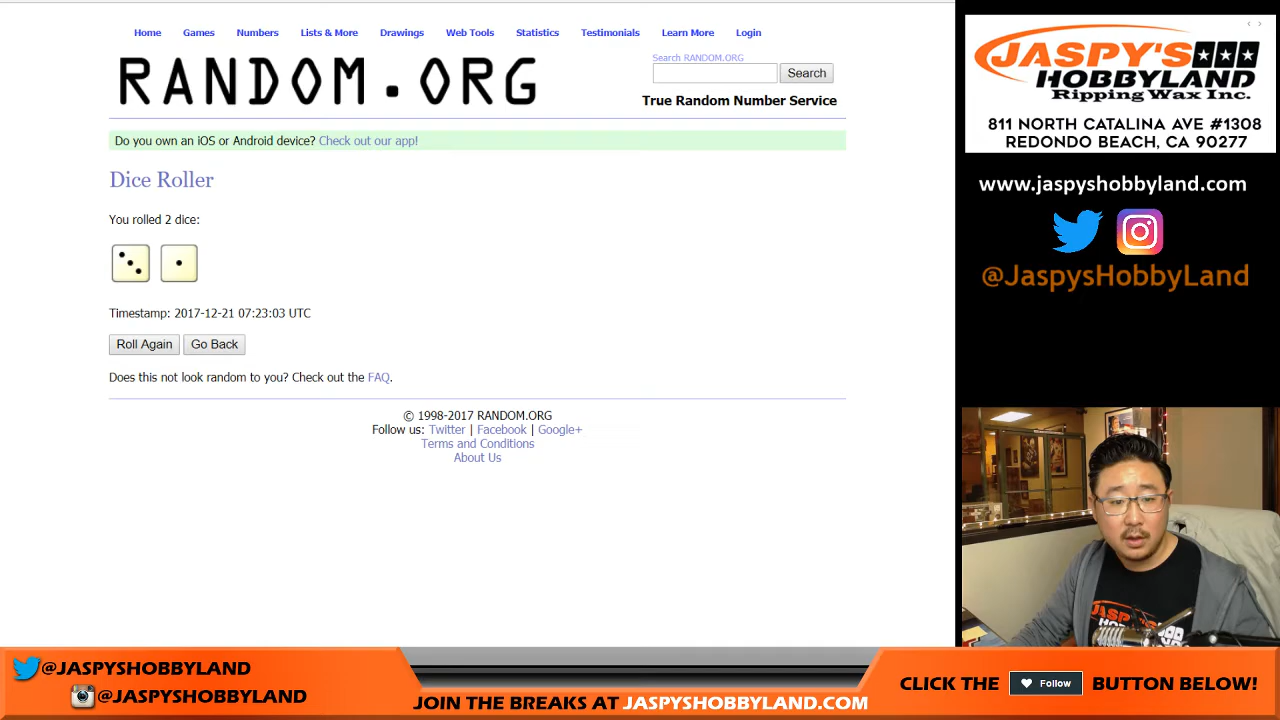 Home Games Numbers Lists & More Drawings Web Tools Statistics Testimonials Learn More Login
RANDOM.ORG
Search RANDOM.ORG
Search
True Random Number Service
Do you own an iOS or Android device? Check out our app!
Dice Roller
You rolled 2 dice:
Timestamp: 2017-12-21 07:23:03 UTC
Roll Again Go Back
Does this not look random to you? Check out the FAQ.
© 1998-2017 RANDOM.ORG
Follow us: Twitter | Facebook | Google+
Terms and Conditions
About Us
JASPY'S
HOBBYLAND
Ripping Wax Inc.
811 NORTH CATALINA AVE #1308
REDONDO BEACH, CA 90277
www.jaspyshobbyland.com
@JaspysHobbyLand
JASPY'S
@JASPYSHOBBYLAND
@JASPYSHOBBYLAND
JOIN THE BREAKS AT JASPYSHOBBYLAND.COM
CLICK THE Follow BUTTON BELOW!